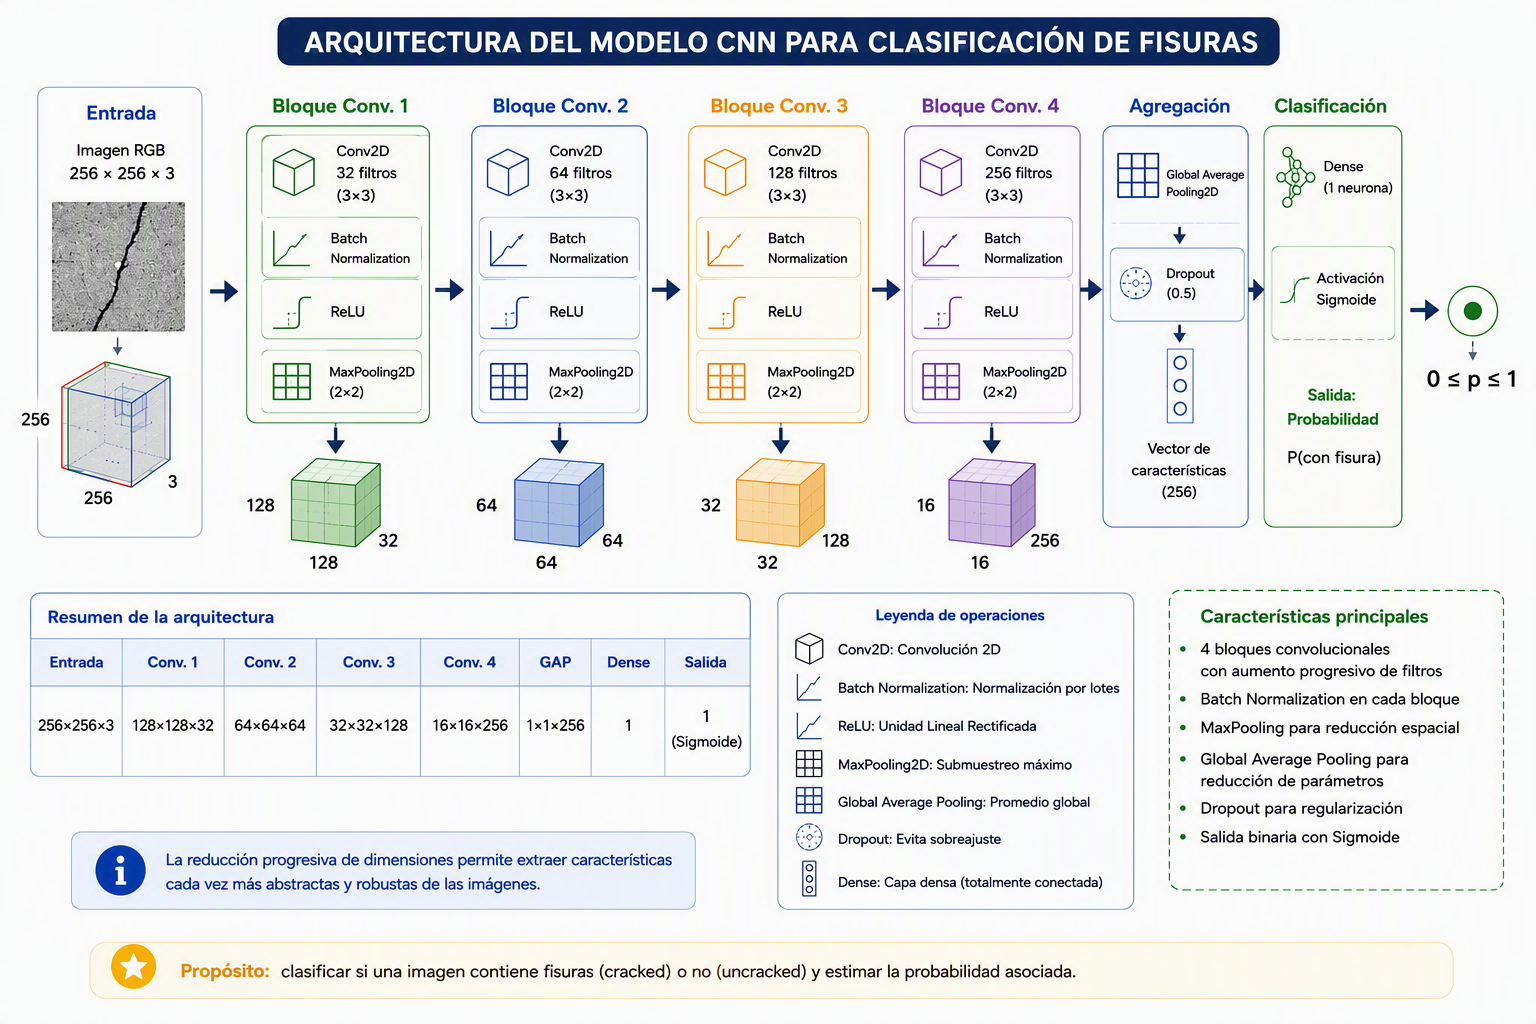 ARQUITECTURA DEL MODELO CNN PARA CLASIFICACIÓN DE FISURAS
Entrada
Imagen RGB
256 × 256 × 3
256
256
3
Bloque Conv. 1
Conv2D
32 filtros
(3×3)
Batch
Normalization
ReLU
MaxPooling2D
(2×2)
128
128
32
Bloque Conv. 2
Conv2D
64 filtros
(3×3)
Batch
Normalization
ReLU
MaxPooling2D
(2×2)
64
64
64
Bloque Conv. 3
Conv2D
128 filtros
(3×3)
Batch
Normalization
ReLU
MaxPooling2D
(2×2)
32
32
128
Bloque Conv. 4
Conv2D
256 filtros
(3×3)
Batch
Normalization
ReLU
MaxPooling2D
(2×2)
16
16
256
Agregación
Global Average
Pooling2D
Dropout
(0.5)
Vector de
características
(256)
Clasificación
Dense
(1 neurona)
Activación
Sigmoide
Salida:
Probabilidad
P(con fisura)
0 ≤ p ≤ 1
Resumen de la arquitectura
Entrada Conv. 1 Conv. 2 Conv. 3 Conv. 4 GAP Dense Salida
256×256×3 128×128×32 64×64×64 32×32×128 16×16×256 1×1×256 1 1
(Sigmoide)
La reducción progresiva de dimensiones permite extraer características
cada vez más abstractas y robustas de las imágenes.
Leyenda de operaciones
Conv2D: Convolución 2D
Batch Normalization: Normalización por lotes
ReLU: Unidad Lineal Rectificada
MaxPooling2D: Submuestreo máximo
Global Average Pooling: Promedio global
Dropout: Evita sobreajuste
Dense: Capa densa (totalmente conectada)
Características principales
• 4 bloques convolucionales
con aumento progresivo de filtros
• Batch Normalization en cada bloque
• MaxPooling para reducción espacial
• Global Average Pooling para
reducción de parámetros
• Dropout para regularización
• Salida binaria con Sigmoide
Propósito: clasificar si una imagen contiene fisuras (cracked) o no (uncracked) y estimar la probabilidad asociada.